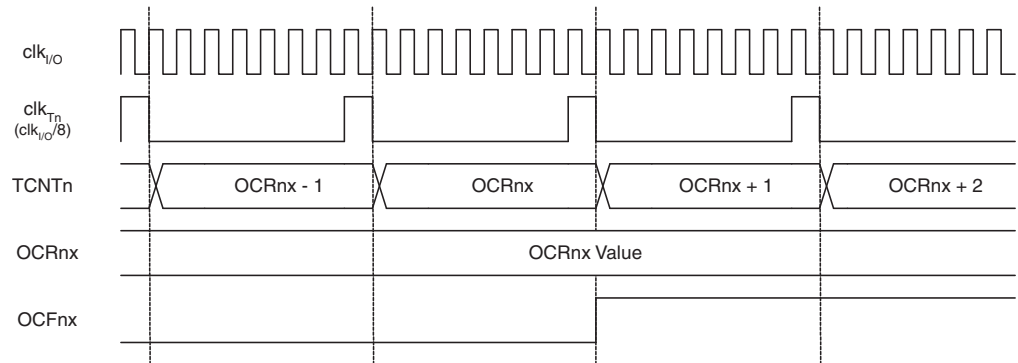 clkI/O
clkTn
(clkI/O/8)
TCNTn OCRnx - 1 OCRnx OCRnx + 1 OCRnx + 2
OCRnx OCRnx Value
OCFnx